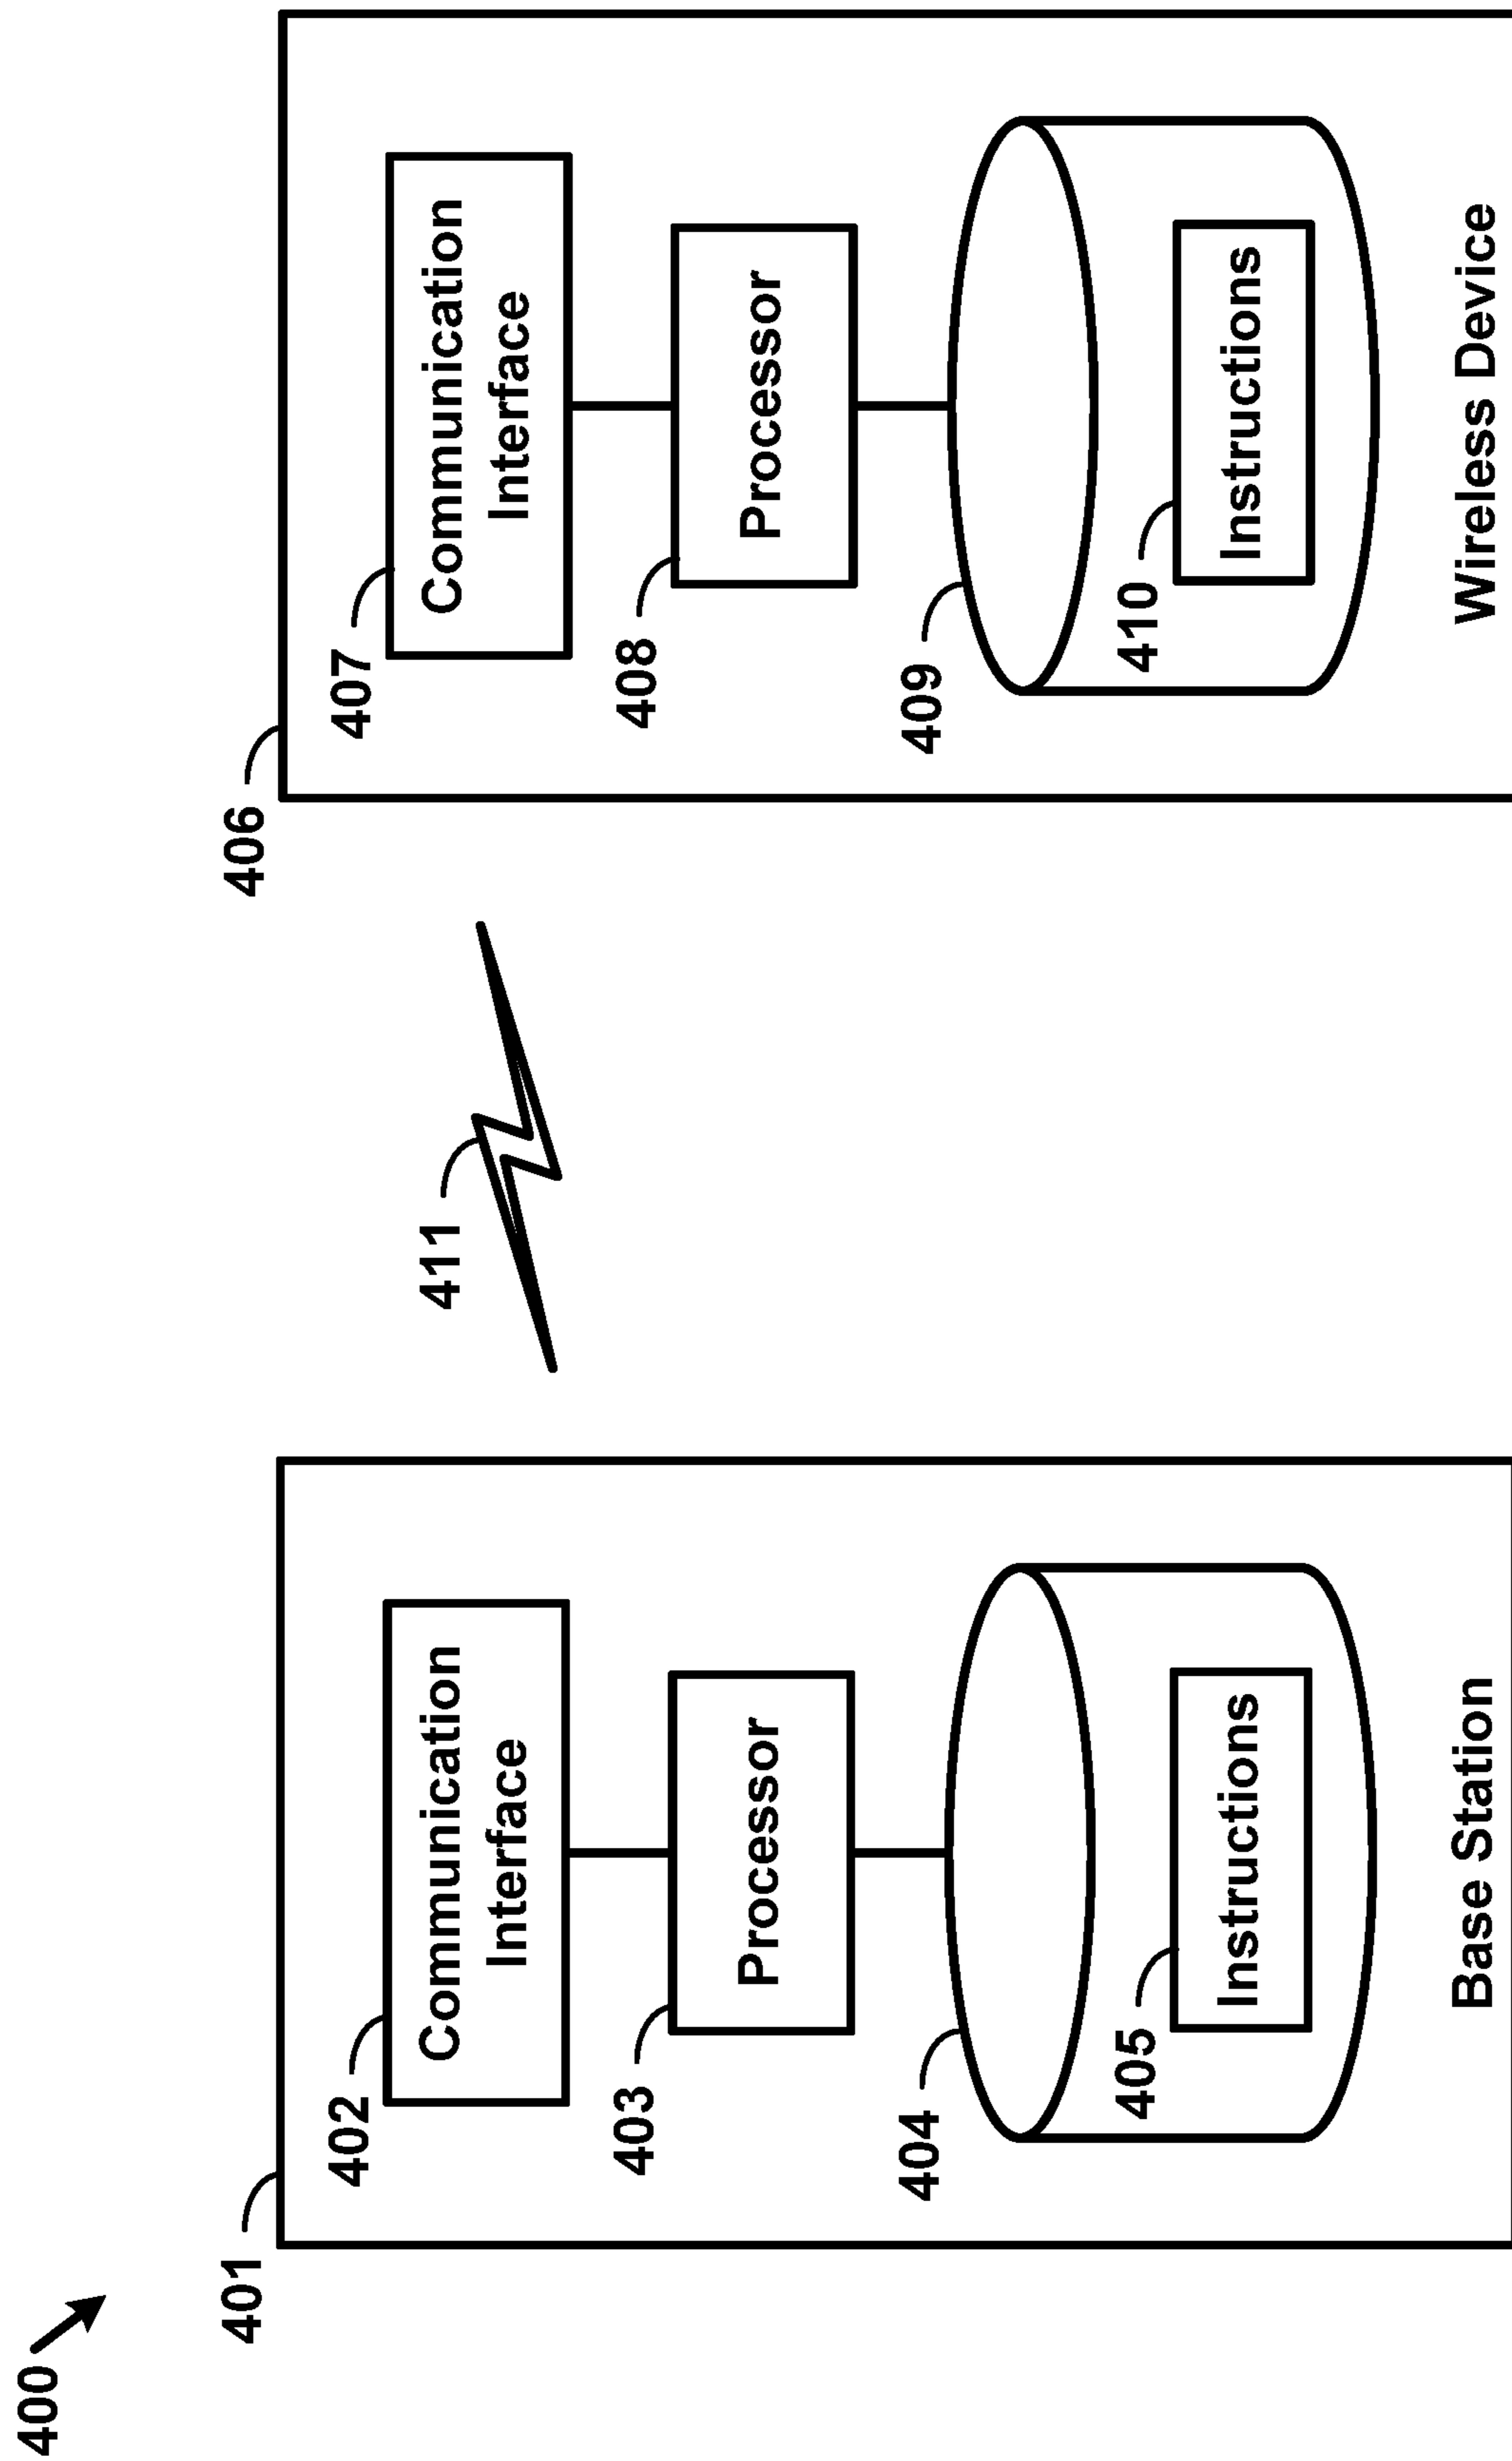 400
401
402
Communication
Interface
403
Processor
404
405
Instructions
Base Station
411
406
407
Communication
Interface
408
Processor
409
410
Instructions
Wireless Device